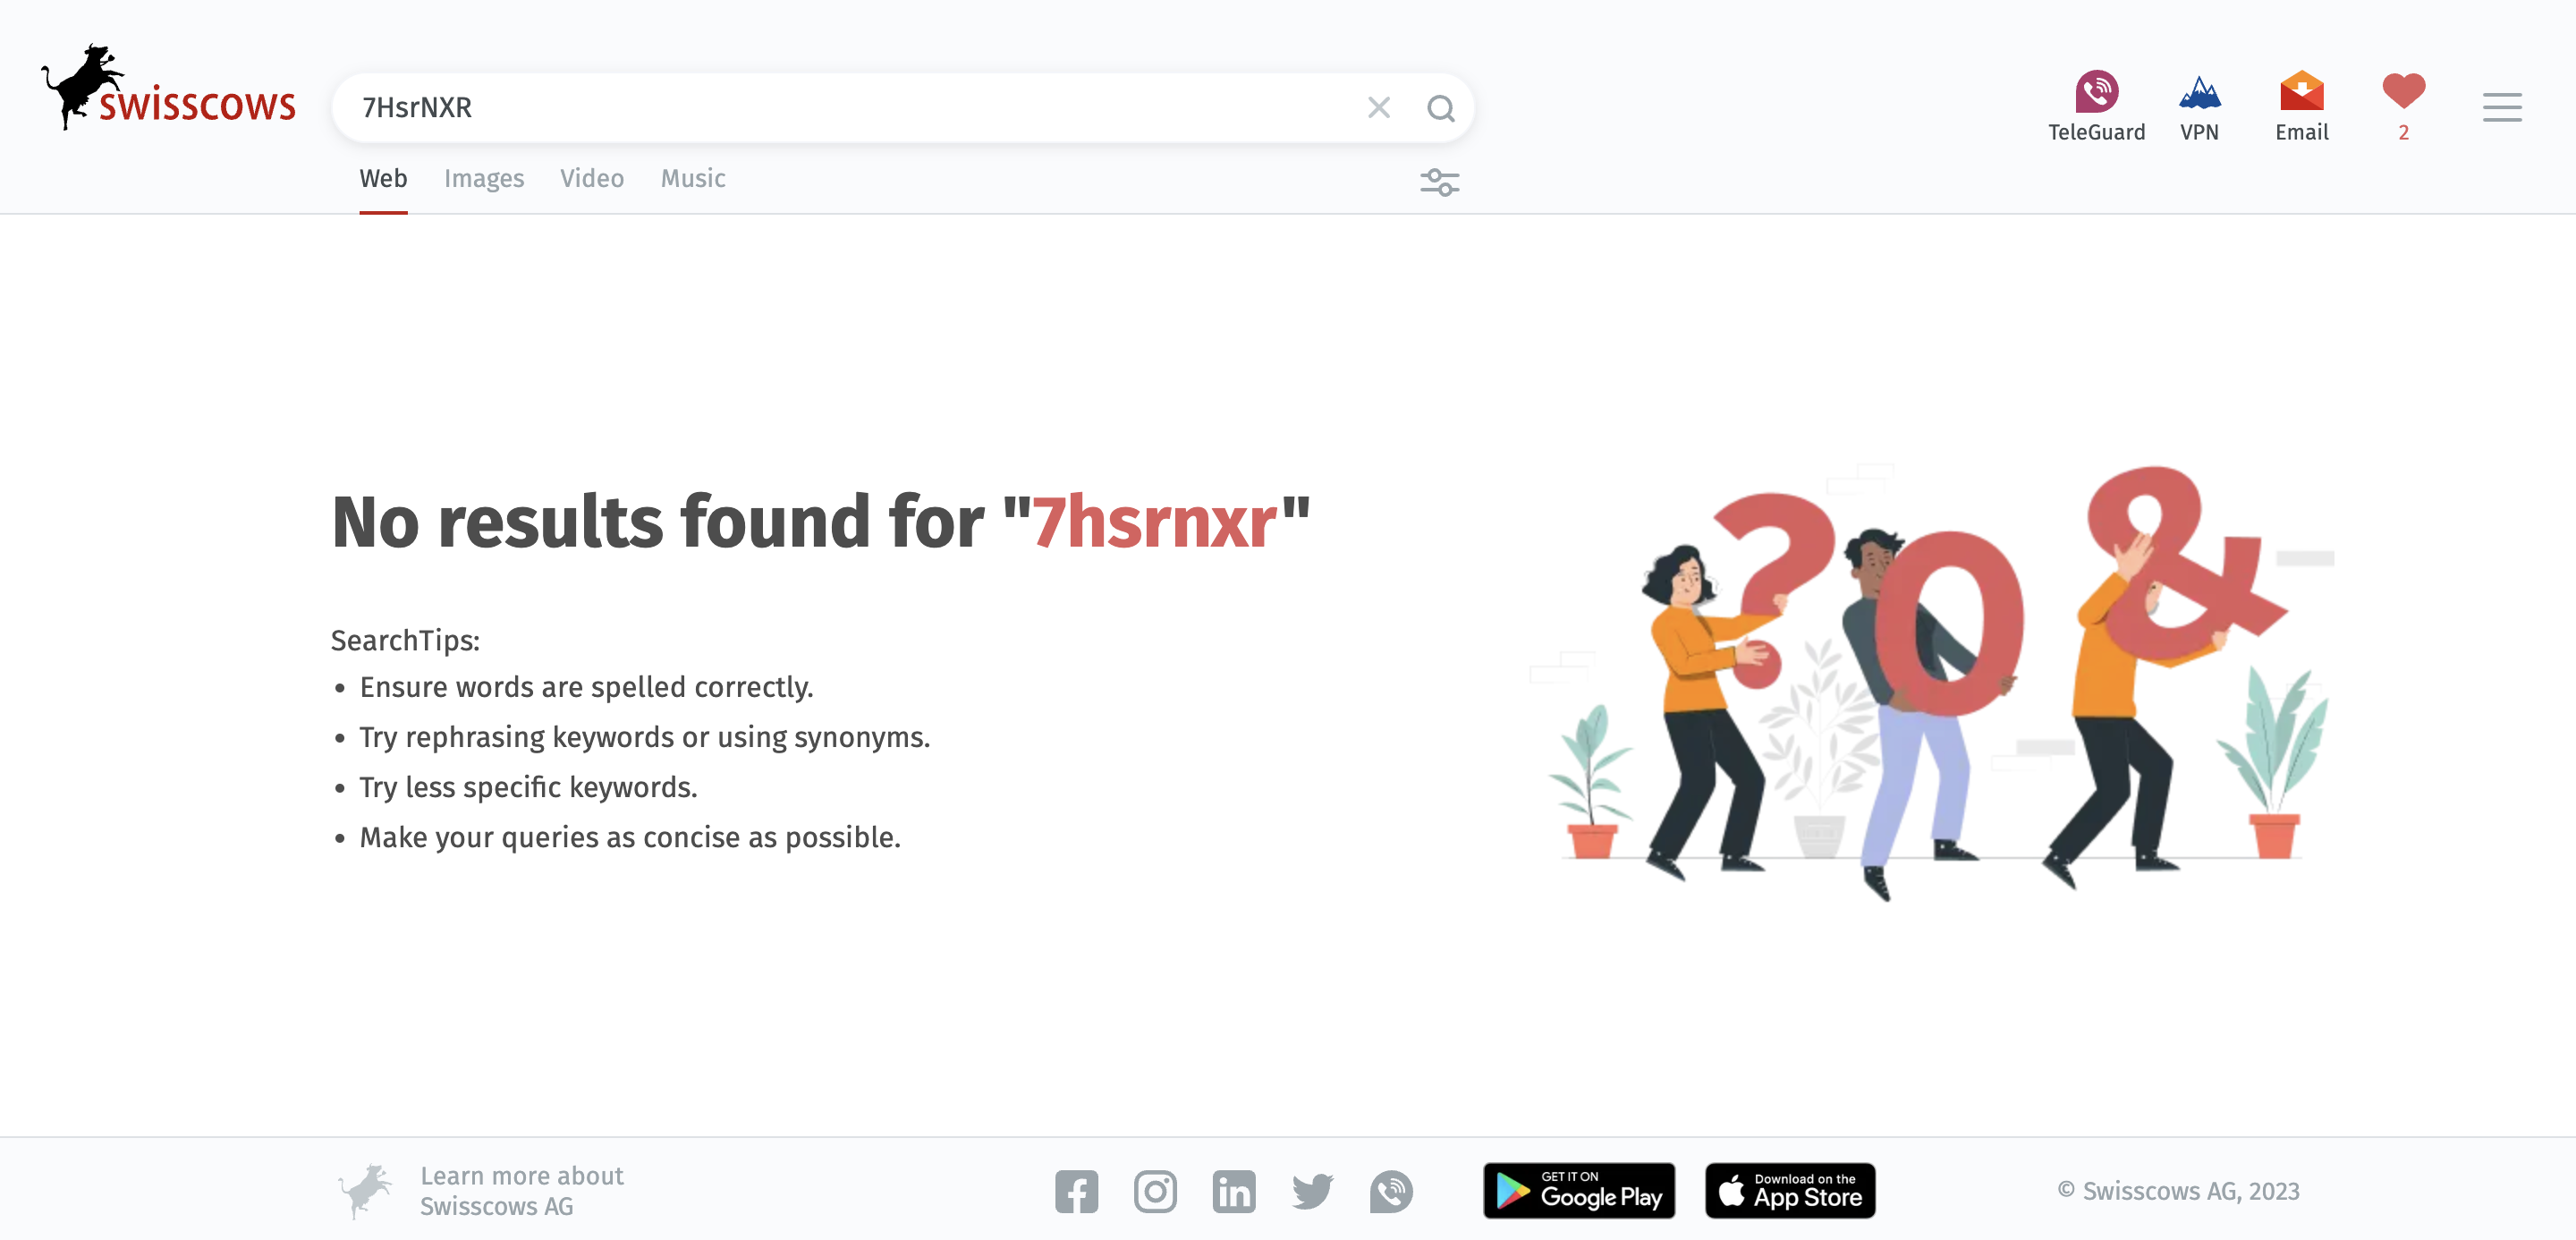 swisscows
7HsrNXR
TeleGuard
VPN
Email
2
Web
Images
Video
Music
No results found for "7hsrnxr"
? 0 &
SearchTips:
• Ensure words are spelled correctly.
• Try rephrasing keywords or using synonyms.
• Try less specific keywords.
• Make your queries as concise as possible.
Learn more about
Swisscows AG
GET IT ON
Google Play
Download on the
App Store
© Swisscows AG, 2023